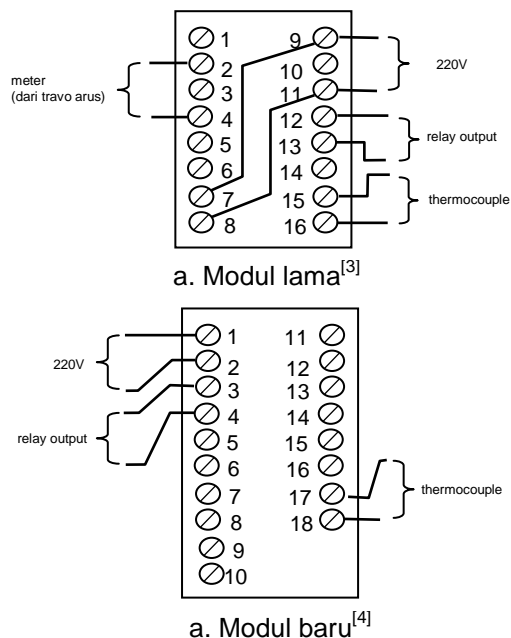 1 9
meter
(dari travo arus)
2 10
220V
3 11
4 12
relay output
5 13
6 14
7 15
thermocouple
8 16
a. Modul lama[3]
1 11
220V
2 12
3 13
4 14
relay output
5 15
6 16
7 17
thermocouple
8 18
9
10
a. Modul baru[4]